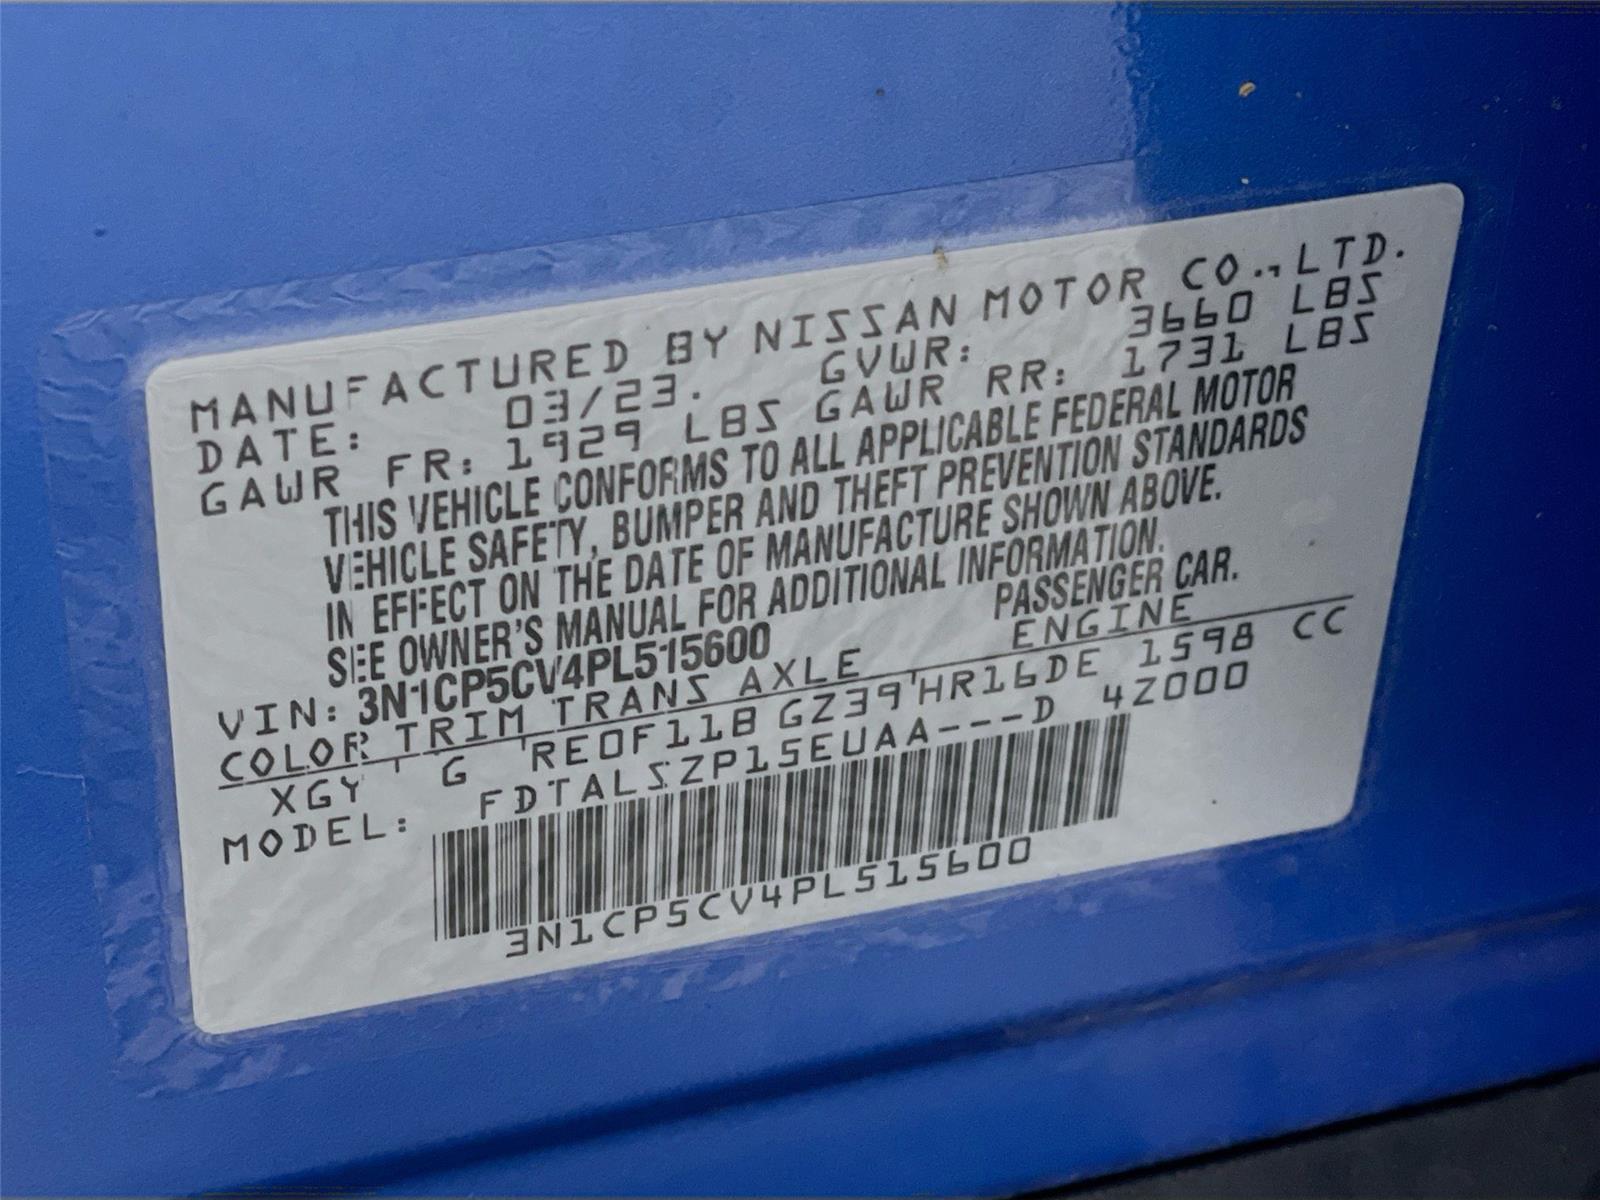 MANUFACTURED BY NISSAN MOTOR CO., LTD.
DATE: 03/23. GVWR: 3660 LBS
GAWR FR: 1929 LBS GAWR RR: 1731 LBS
THIS VEHICLE CONFORMS TO ALL APPLICABLE FEDERAL MOTOR
VEHICLE SAFETY, BUMPER AND THEFT PREVENTION STANDARDS
IN EFFECT ON THE DATE OF MANUFACTURE SHOWN ABOVE.
SEE OWNER'S MANUAL FOR ADDITIONAL INFORMATION.
VIN: 3N1CP5CV4PL515600 PASSENGER CAR.
COLOR TRIM TRANS AXLE ENGINE
XGY G RE0F11B GZ39 HR16DE 1598 CC
MODEL: FDTALSZP15EUAA---D 4Z000
3N1CP5CV4PL515600